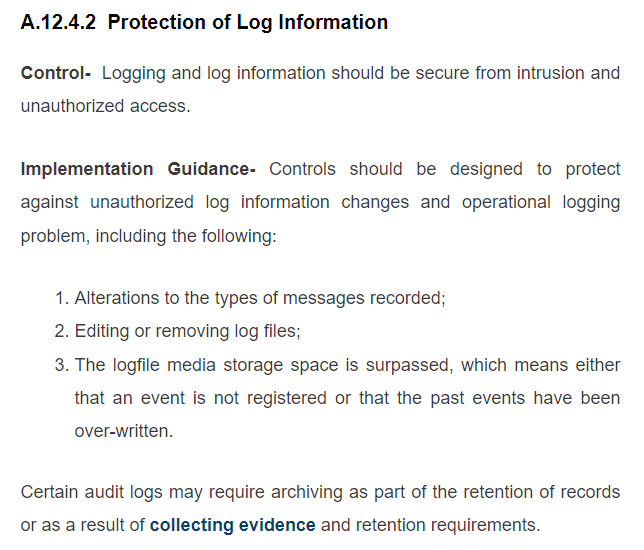 A.12.4.2 Protection of Log Information
Control- Logging and log information should be secure from intrusion and
unauthorized access.
Implementation Guidance- Controls should be designed to protect
against unauthorized log information changes and operational logging
problem, including the following:
1. Alterations to the types of messages recorded;
2. Editing or removing log files;
3. The logfile media storage space is surpassed, which means either
that an event is not registered or that the past events have been
over-written.
Certain audit logs may require archiving as part of the retention of records
or as a result of collecting evidence and retention requirements.